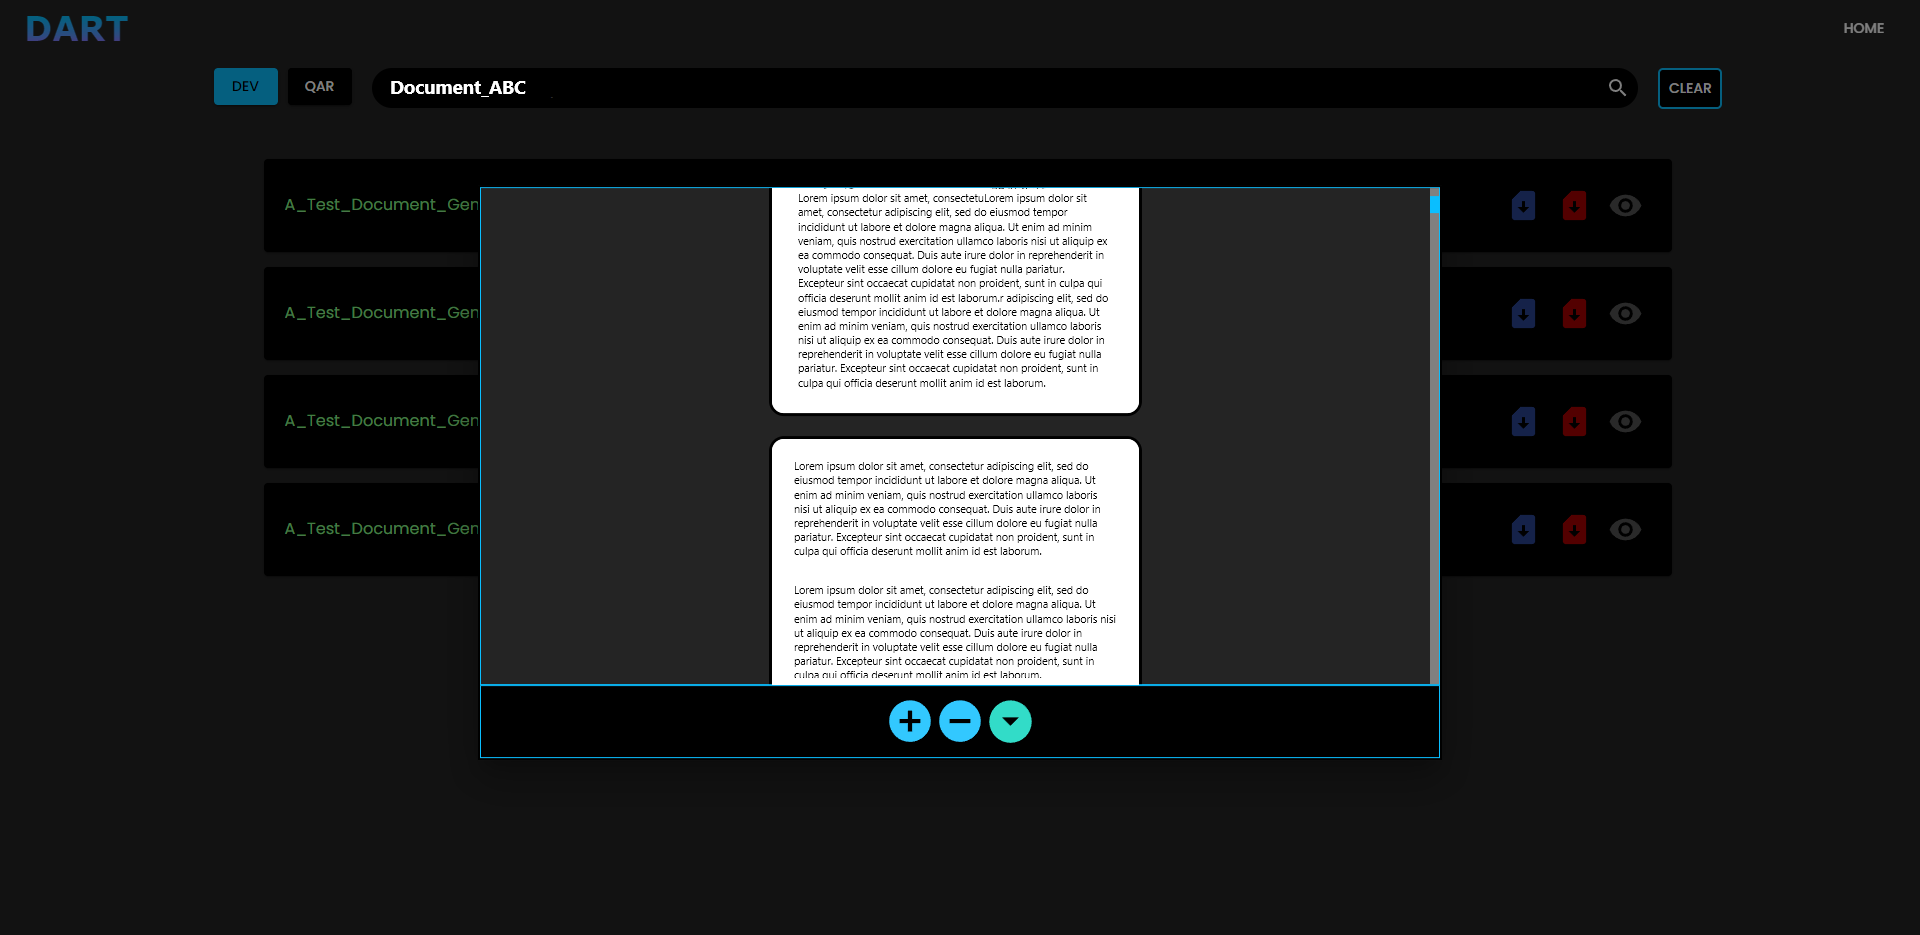 DART
HOME
DEV
QAR
Document_ABC
CLEAR
A_Test_Document_Gen
A_Test_Document_Gen
A_Test_Document_Gen
A_Test_Document_Gen
Lorem ipsum dolor sit amet, consectetuLorem ipsum dolor sit
amet, consectetur adipiscing elit, sed do eiusmod tempor
incididunt ut labore et dolore magna aliqua. Ut enim ad minim
veniam, quis nostrud exercitation ullamco laboris nisi ut aliquip ex
ea commodo consequat. Duis aute irure dolor in reprehenderit in
voluptate velit esse cillum dolore eu fugiat nulla pariatur.
Excepteur sint occaecat cupidatat non proident, sunt in culpa qui
officia deserunt mollit anim id est laborum.r adipiscing elit, sed do
eiusmod tempor incididunt ut labore et dolore magna aliqua. Ut
enim ad minim veniam, quis nostrud exercitation ullamco laboris
nisi ut aliquip ex ea commodo consequat. Duis aute irure dolor in
reprehenderit in voluptate velit esse cillum dolore eu fugiat nulla
pariatur. Excepteur sint occaecat cupidatat non proident, sunt in
culpa qui officia deserunt mollit anim id est laborum.
Lorem ipsum dolor sit amet, consectetur adipiscing elit, sed do
eiusmod tempor incididunt ut labore et dolore magna aliqua. Ut
enim ad minim veniam, quis nostrud exercitation ullamco laboris
nisi ut aliquip ex ea commodo consequat. Duis aute irure dolor in
reprehenderit in voluptate velit esse cillum dolore eu fugiat nulla
pariatur. Excepteur sint occaecat cupidatat non proident, sunt in
culpa qui officia deserunt mollit anim id est laborum.
Lorem ipsum dolor sit amet, consectetur adipiscing elit, sed do
eiusmod tempor incididunt ut labore et dolore magna aliqua. Ut
enim ad minim veniam, quis nostrud exercitation ullamco laboris nisi
ut aliquip ex ea commodo consequat. Duis aute irure dolor in
reprehenderit in voluptate velit esse cillum dolore eu fugiat nulla
pariatur. Excepteur sint occaecat cupidatat non proident, sunt in
culpa qui officia deserunt mollit anim id est laborum.